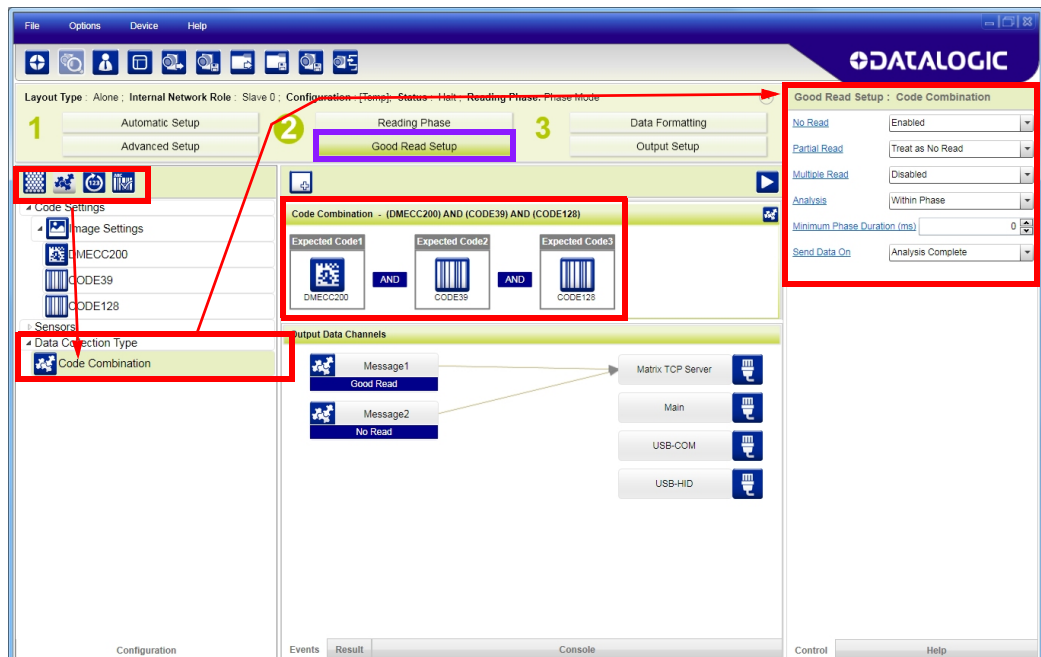 File Options Device Help
DATALOGIC
Layout Type : Alone ; Internal Network Role : Slave 0 ; Configuration : [Temp]; Status : Halt ; Reading Phase: Phase Mode
1 Automatic Setup
Advanced Setup
2 Reading Phase
Good Read Setup
3 Data Formatting
Output Setup
123
Code Settings
Image Settings
DMECC200
CODE39
CODE128
Sensors
Data Collection Type
Code Combination
Configuration
Code Combination - (DMECC200) AND (CODE39) AND (CODE128)
Expected Code1 Expected Code2 Expected Code3
AND AND
DMECC200 CODE39 CODE128
Output Data Channels
Message1
Good Read
Message2
No Read
Matrix TCP Server
Main
USB-COM
USB-HID
Events Result Console
Good Read Setup : Code Combination
No Read Enabled
Partial Read Treat as No Read
Multiple Read Disabled
Analysis Within Phase
Minimum Phase Duration (ms) 0
Send Data On Analysis Complete
Control Help